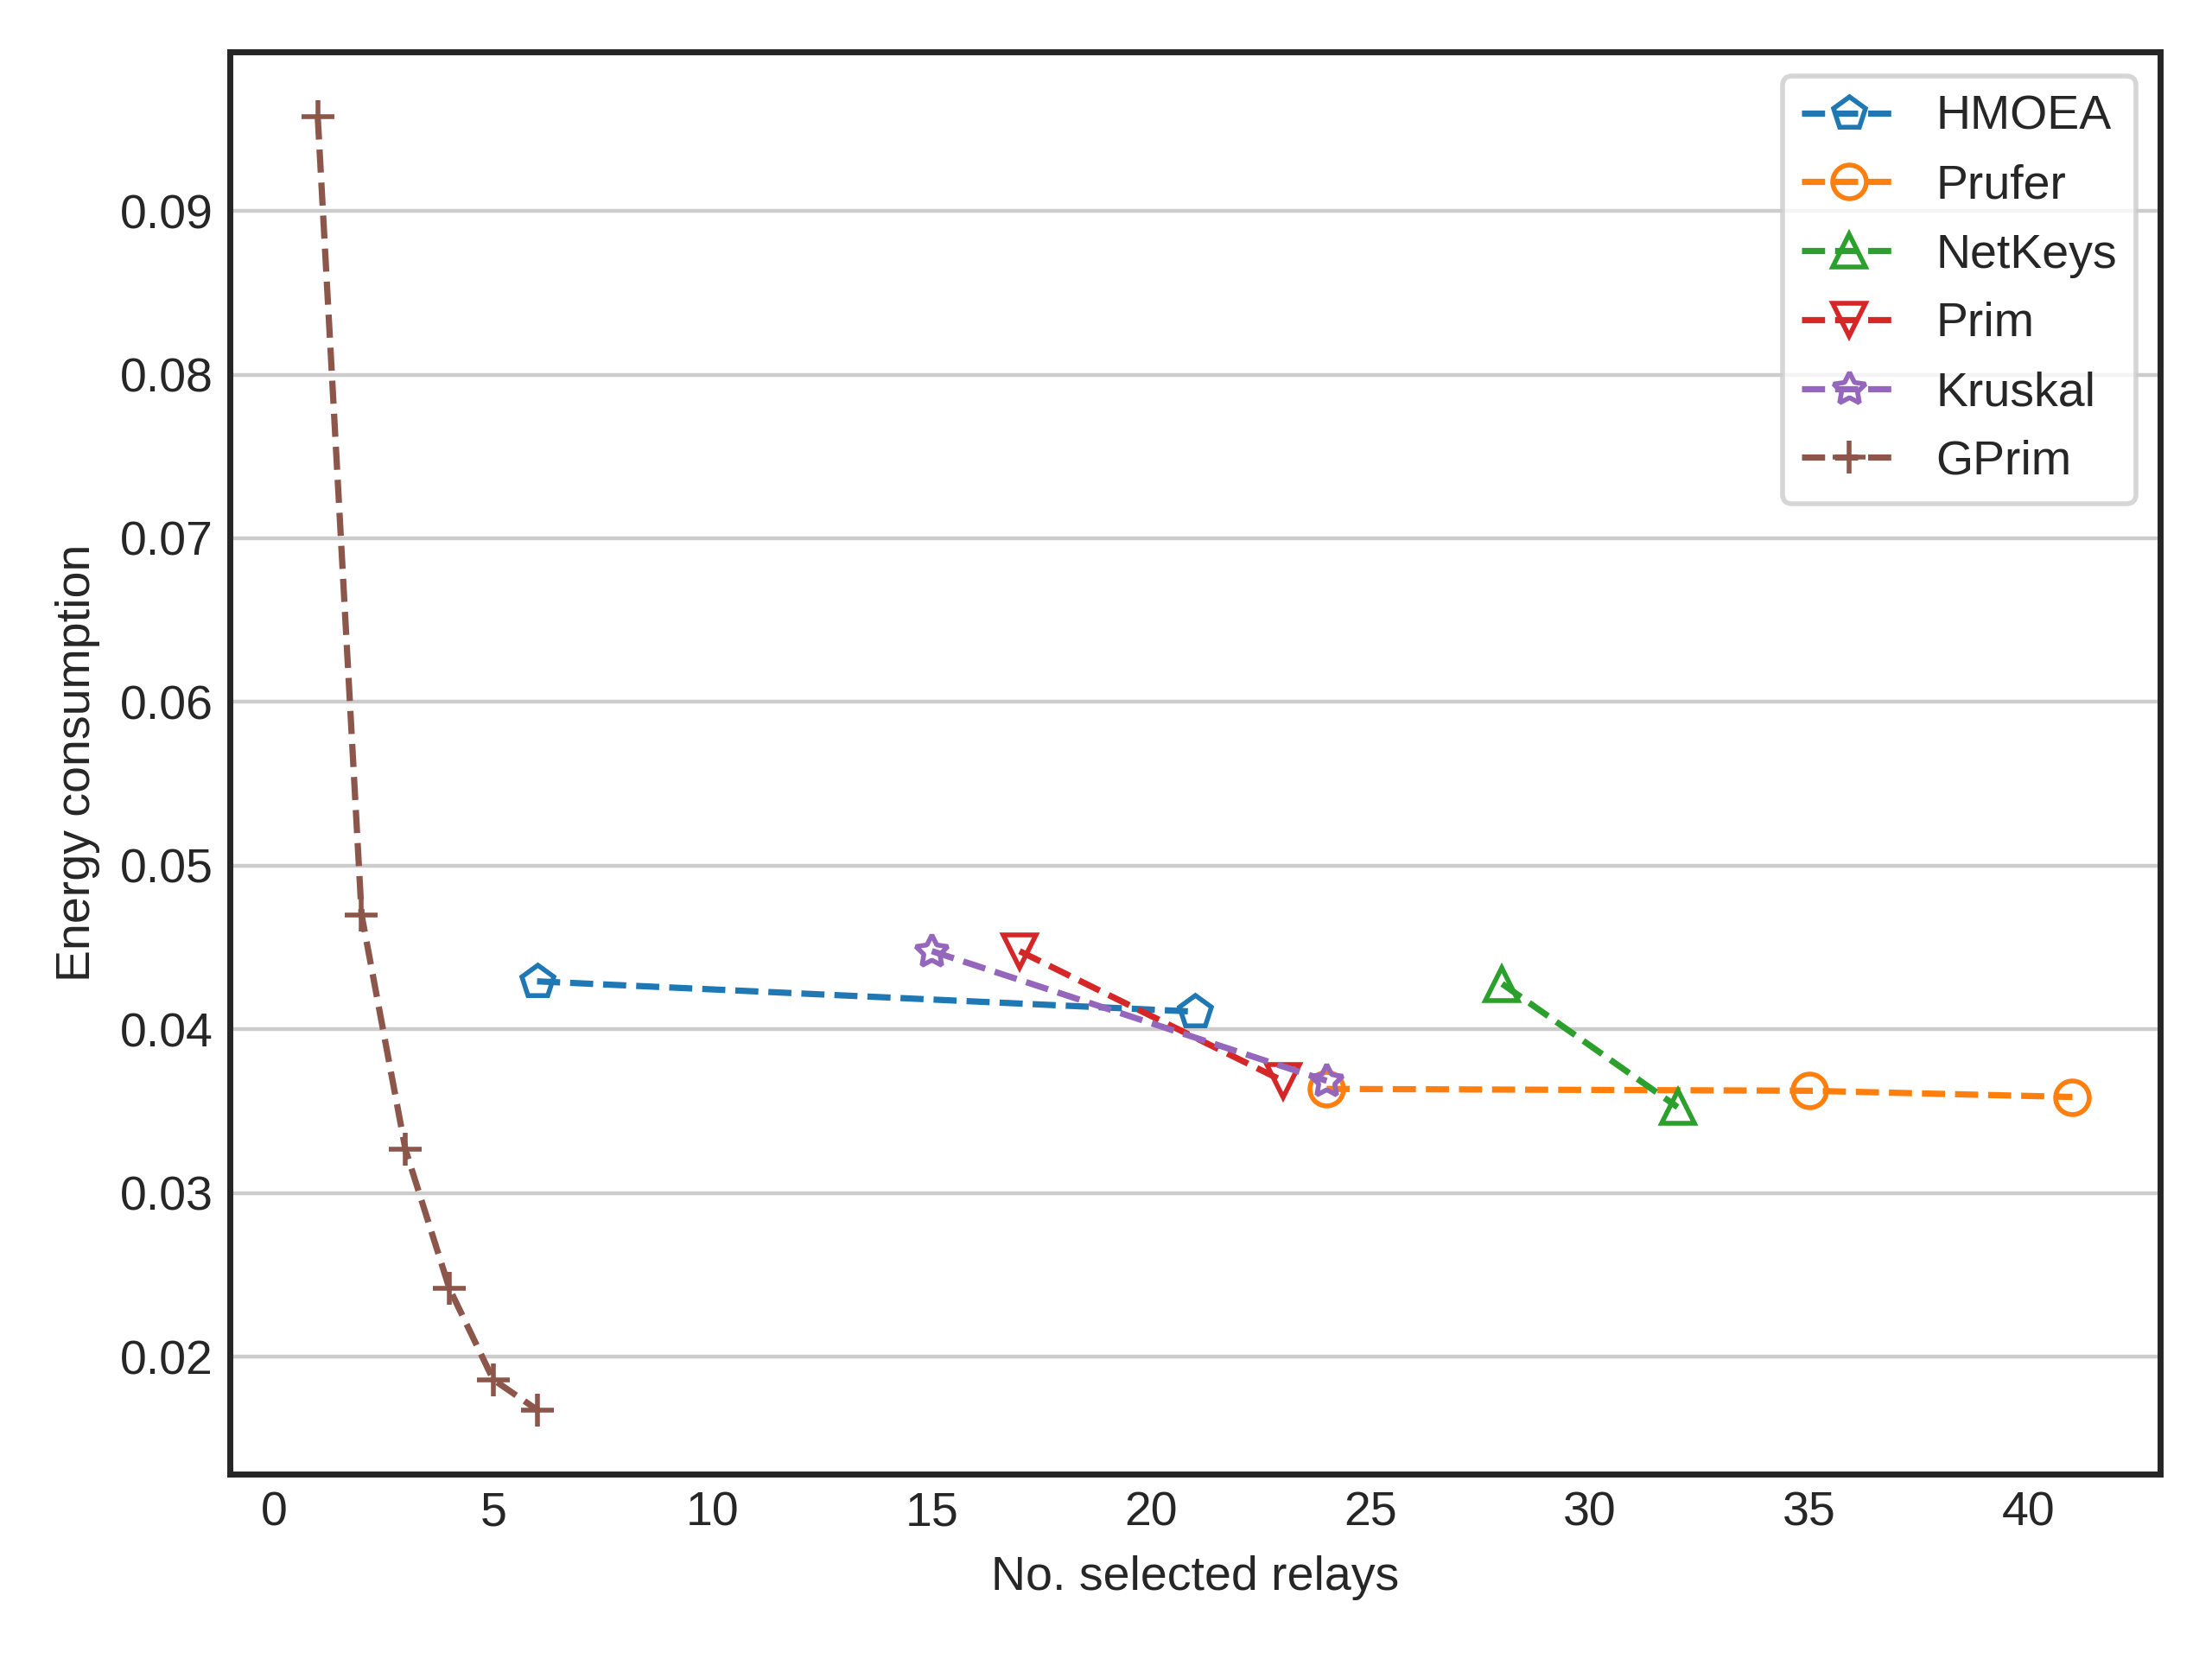 HMOEA
Prufer
NetKeys
Prim
Kruskal
GPrim
0.09
0.08
0.07
0.06
0.05
0.04
0.03
0.02
Energy consumption
0 5 10 15 20 25 30 35 40
No. selected relays